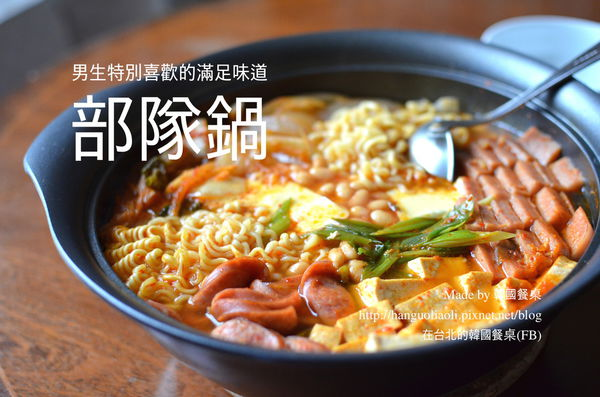 男生特別喜歡的滿足味道
部隊鍋
Made by 韓國餐桌
http://hanguoliaoli.pixnet.net/blog
在台北的韓國餐桌(FB)